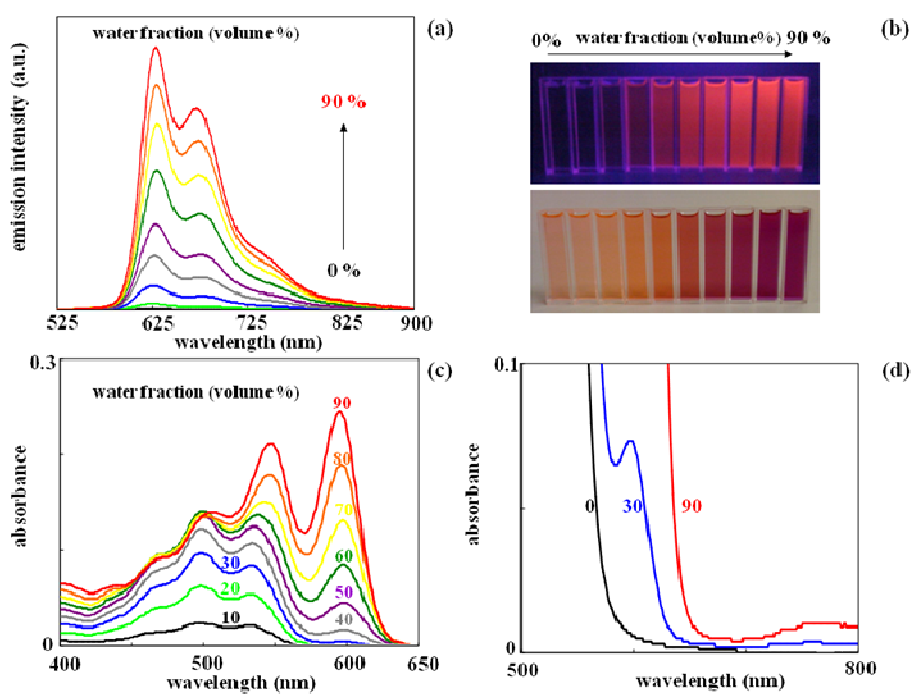 water fraction (volume %)
(a)
90 %
0 %
emission intensity (a.u.)
525
625
725
825
900
wavelength (nm)
water fraction (volume%)
0%
90 %
(b)
0.3
(c)
water fraction (volume %)
90
80
70
60
50
40
30
20
10
absorbance
0
400
500
600
650
wavelength (nm)
0.1
(d)
absorbance
0
30
90
0
500
800
wavelength (nm)